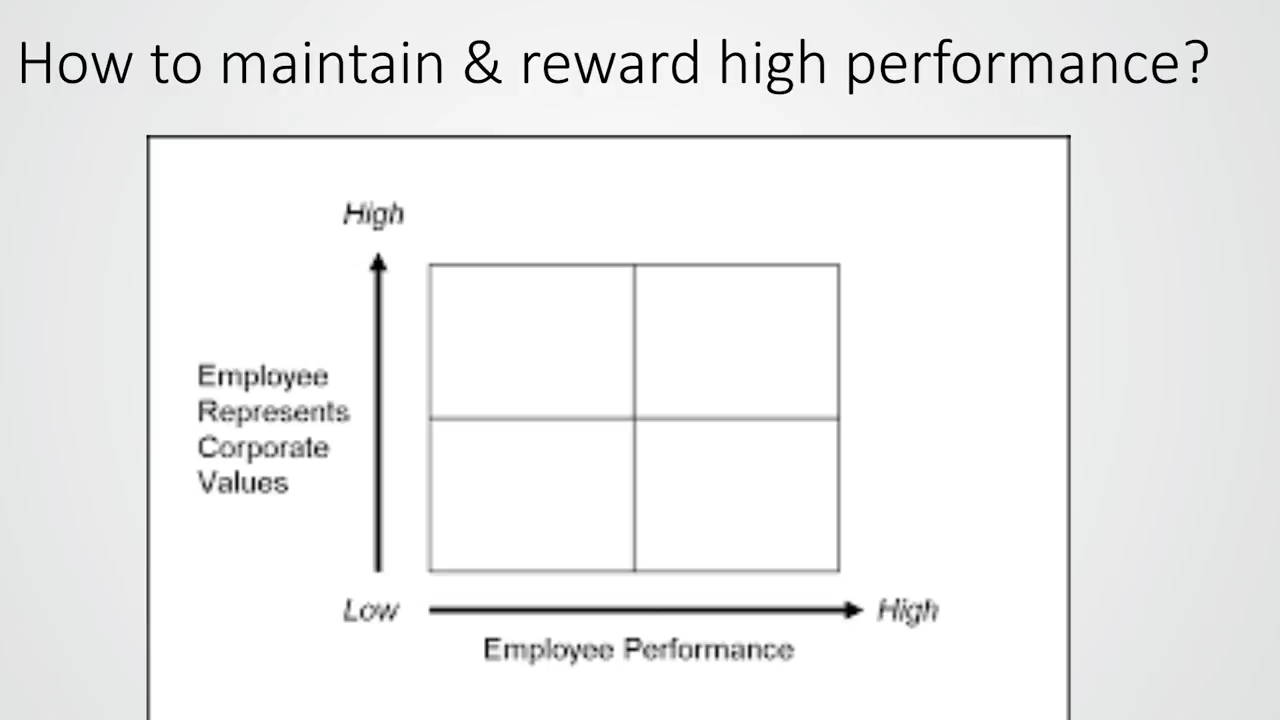 How to maintain & reward high performance?
High
Employee
Represents
Corporate
Values
Low
High
Employee Performance